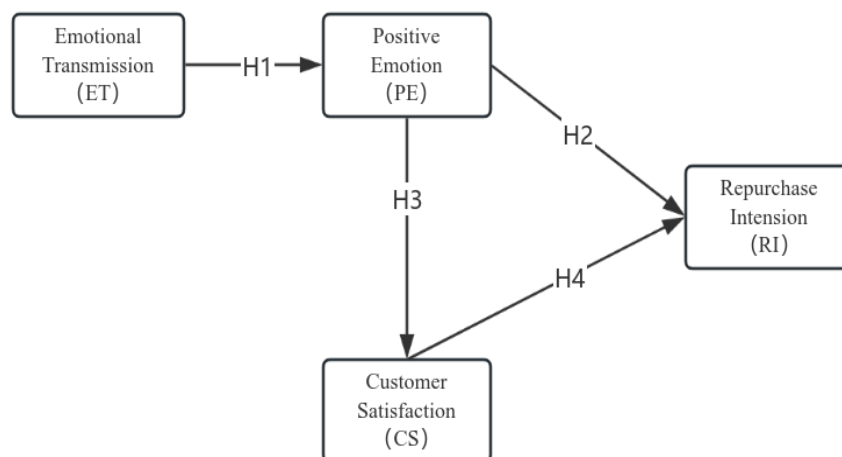 Emotional
Transmission
（ET）
H1
Positive
Emotion
（PE）
H2
H3
Repurchase
Intension
（RI）
H4
Customer
Satisfaction
（CS）